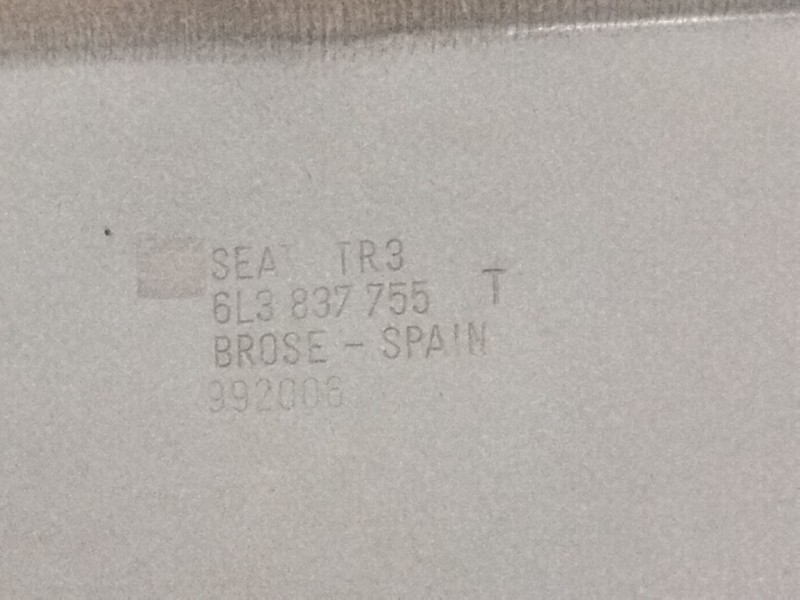 SEAT TR3
6L3 837 755 T
BROSE - SPAIN
992006